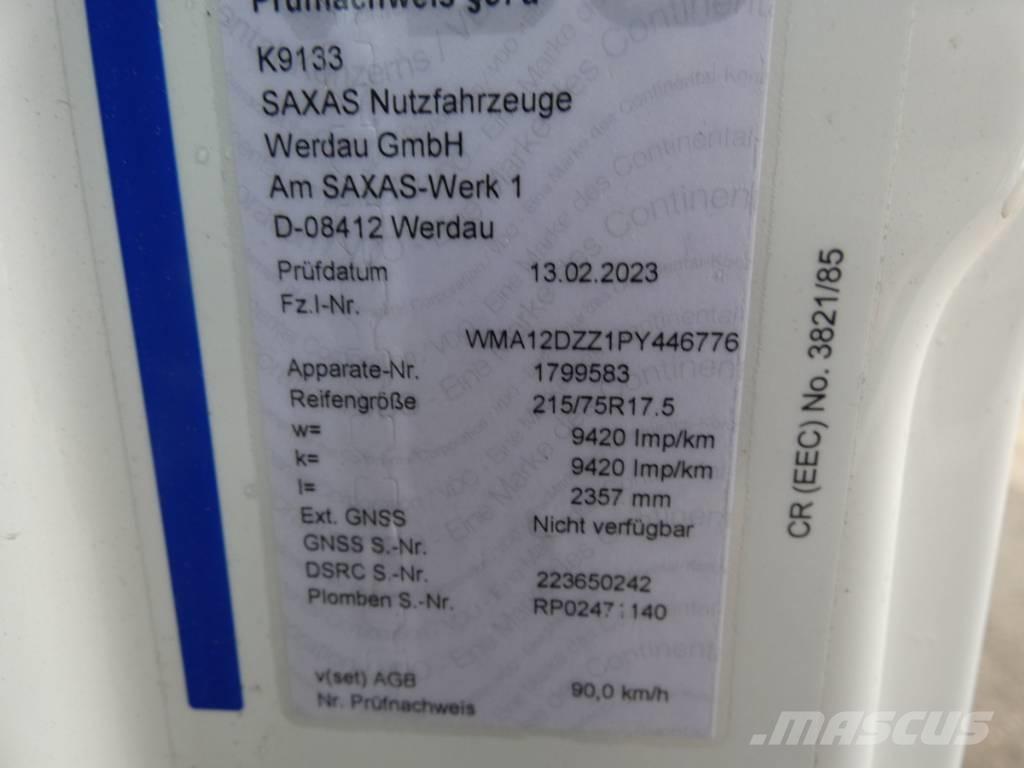 Prüfnachweis
K9133
SAXAS Nutzfahrzeuge
Werdau GmbH
Am SAXAS-Werk 1
D-08412 Werdau
Prüfdatum 13.02.2023
Fz.I-Nr.
WMA12DZZ1PY446776
Apparate-Nr. 1799583
Reifengröße 215/75R17.5
w= 9420 Imp/km
k= 9420 Imp/km
l= 2357 mm
Ext. GNSS Nicht verfügbar
GNSS S.-Nr.
DSRC S.-Nr. 223650242
Plomben S.-Nr.
v(set) AGB 90,0 km/h
Nr. Prüfnachweis
CR (EEC) No. 3821/85
MASCUS